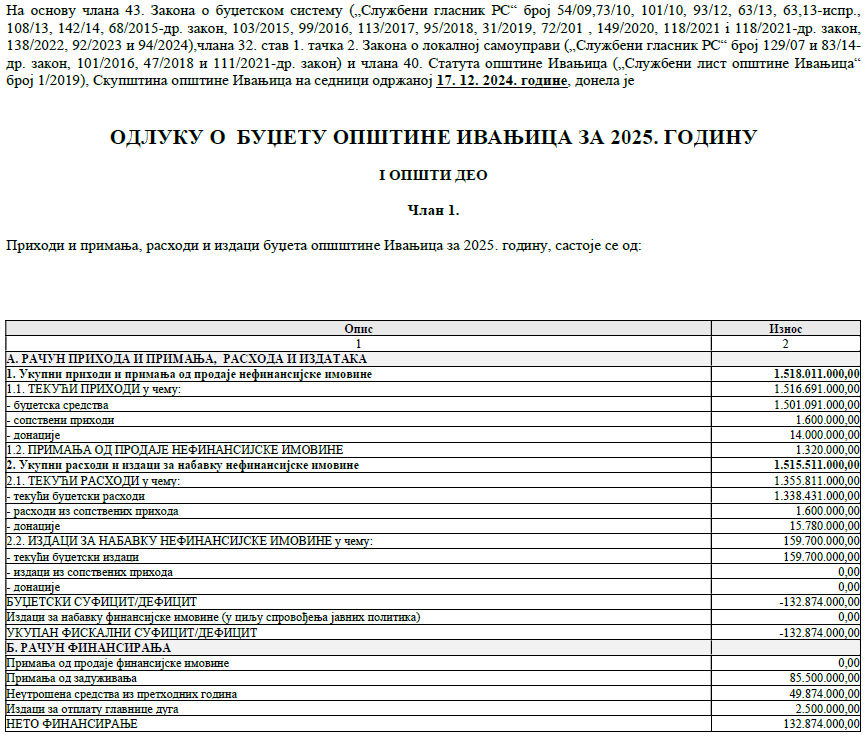 На основу члана 43. Закона о буџетском систему („Службени гласник РС“ број 54/09,73/10, 101/10, 93/12, 63/13, 63,13-испр.,
108/13, 142/14, 68/2015-др. закон, 103/2015, 99/2016, 113/2017, 95/2018, 31/2019, 72/201 , 149/2020, 118/2021 i 118/2021-др. закон,
138/2022, 92/2023 и 94/2024),члана 32. став 1. тачка 2. Закона о локалној самоуправи („Службени гласник РС“ број 129/07 и 83/14-
др. закон, 101/2016, 47/2018 и 111/2021-др. закон) и члана 40. Статута општине Ивањица („Службени лист општине Ивањица“
број 1/2019), Скупштина општине Ивањица на седници одржаној 17. 12. 2024. године, донела је
ОДЛУКУ О БУЏЕТУ ОПШТИНЕ ИВАЊИЦА ЗА 2025. ГОДИНУ
I ОПШТИ ДЕО
Члан 1.
Приходи и примања, расходи и издаци буџета опшштине Ивањица за 2025. годину, састоје се од:
Опис Износ
1 2
А. РАЧУН ПРИХОДА И ПРИМАЊА, РАСХОДА И ИЗДАТАКА
1. Укупни приходи и примања од продаје нефинансијске имовине 1.518.011.000,00
1.1. ТЕКУЋИ ПРИХОДИ у чему: 1.516.691.000,00
- буџетска средства 1.501.091.000,00
- сопствени приходи 1.600.000,00
- донације 14.000.000,00
1.2. ПРИМАЊА ОД ПРОДАЈЕ НЕФИНАНСИЈСКЕ ИМОВИНЕ 1.320.000,00
2. Укупни расходи и издаци за набавку нефинансијске имовине 1.515.511.000,00
2.1. ТЕКУЋИ РАСХОДИ у чему: 1.355.811.000,00
- текући буџетски расходи 1.338.431.000,00
- расходи из сопствених прихода 1.600.000,00
- донације 15.780.000,00
2.2. ИЗДАЦИ ЗА НАБАВКУ НЕФИНАНСИЈСКЕ ИМОВИНЕ у чему: 159.700.000,00
- текући буџетски издаци 159.700.000,00
- издаци из сопствених прихода 0,00
- донације 0,00
БУЏЕТСКИ СУФИЦИТ/ДЕФИЦИТ -132.874.000,00
Издаци за набавку финансијске имовине (у циљу спровођења јавних политика) 0,00
УКУПАН ФИСКАЛНИ СУФИЦИТ/ДЕФИЦИТ -132.874.000,00
Б. РАЧУН ФИНАНСИРАЊА
Примања од продаје финансијске имовине 0,00
Примања од задуживања 85.500.000,00
Неутрошена средства из претходних година 49.874.000,00
Издаци за отплату главнице дуга 2.500.000,00
НЕТО ФИНАНСИРАЊЕ 132.874.000,00